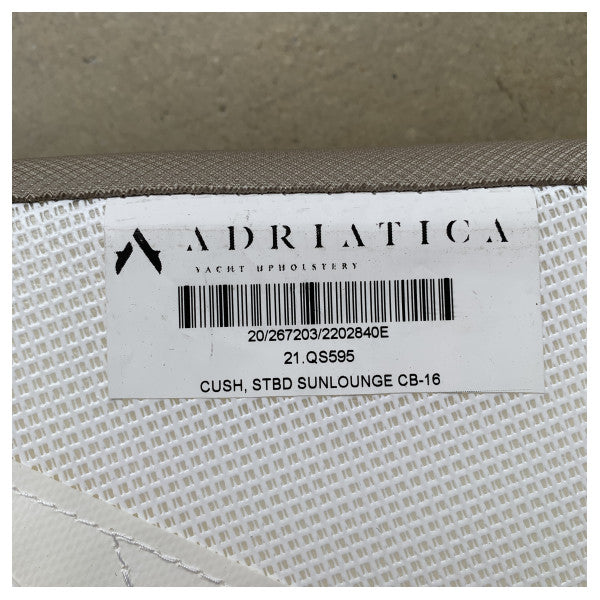 ADRIATICA
YACHT UPHOLSTERY
20/267203/2202840E
21.QS595
CUSH, STBD SUNLOUNGE CB-16